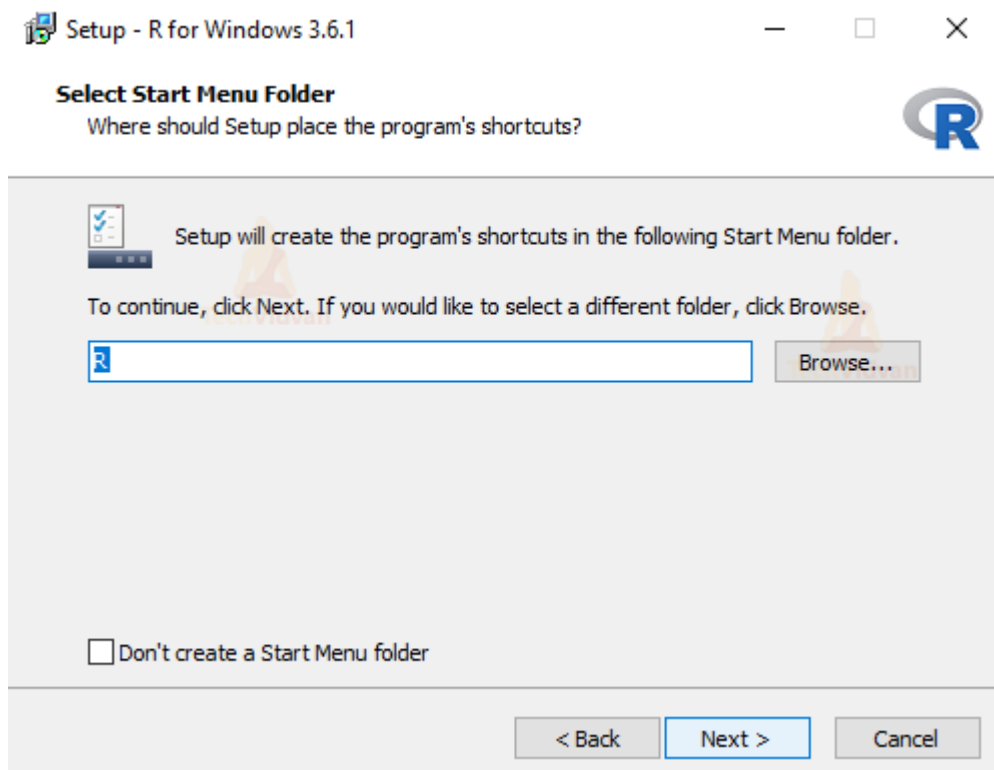 Setup - R for Windows 3.6.1
Select Start Menu Folder
Where should Setup place the program's shortcuts?
R
Setup will create the program's shortcuts in the following Start Menu folder.
To continue, click Next. If you would like to select a different folder, click Browse.
TechVidvan
R
Browse...
TechVidvan
Don't create a Start Menu folder
< Back
Next >
Cancel